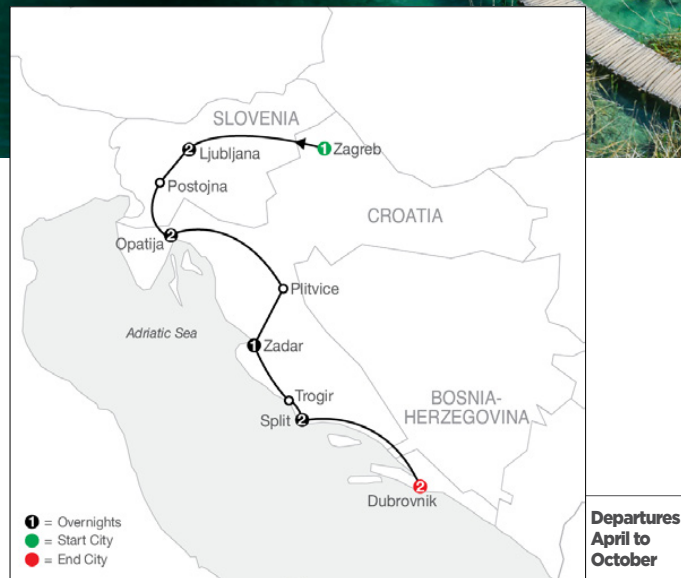 SLOVENIA
2 Ljubljana
1 Zagreb
Postojna
CROATIA
Opatija 2
Plitvice
Adriatic Sea
1 Zadar
Trogir
BOSNIA-
HERZEGOVINA
Split 2
2
Dubrovnik
1 = Overnights
= Start City
= End City
Departures
April to
October